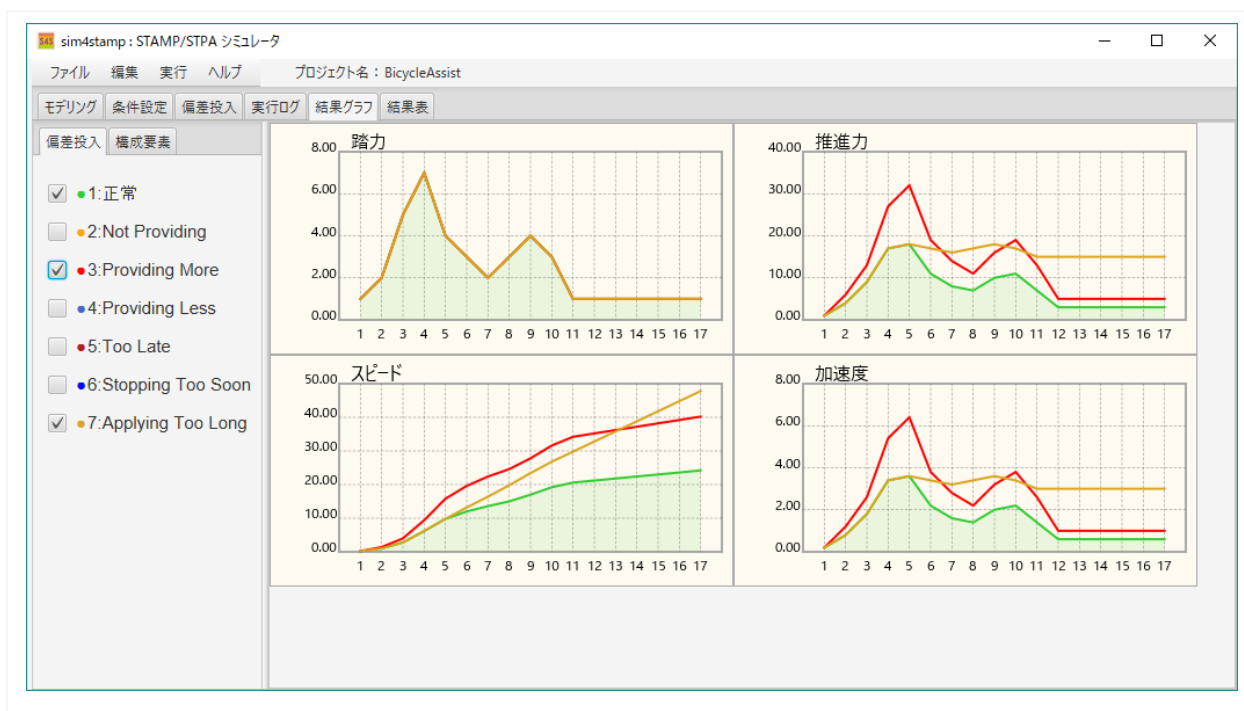 S4S sim4stamp : STAMP/STPA シミュレータ
ファイル 編集 実行 ヘルプ プロジェクト名： BicycleAssist
モデリング 条件設定 偏差投入 実行ログ 結果グラフ 結果表
偏差投入 構成要素
1:正常
2:Not Providing
3:Providing More
4:Providing Less
5:Too Late
6:Stopping Too Soon
7:Applying Too Long
踏力
8.00
6.00
4.00
2.00
0.00
1 2 3 4 5 6 7 8 9 10 11 12 13 14 15 16 17
推進力
40.00
30.00
20.00
10.00
0.00
1 2 3 4 5 6 7 8 9 10 11 12 13 14 15 16 17
スピード
50.00
40.00
30.00
20.00
10.00
0.00
1 2 3 4 5 6 7 8 9 10 11 12 13 14 15 16 17
加速度
8.00
6.00
4.00
2.00
0.00
1 2 3 4 5 6 7 8 9 10 11 12 13 14 15 16 17